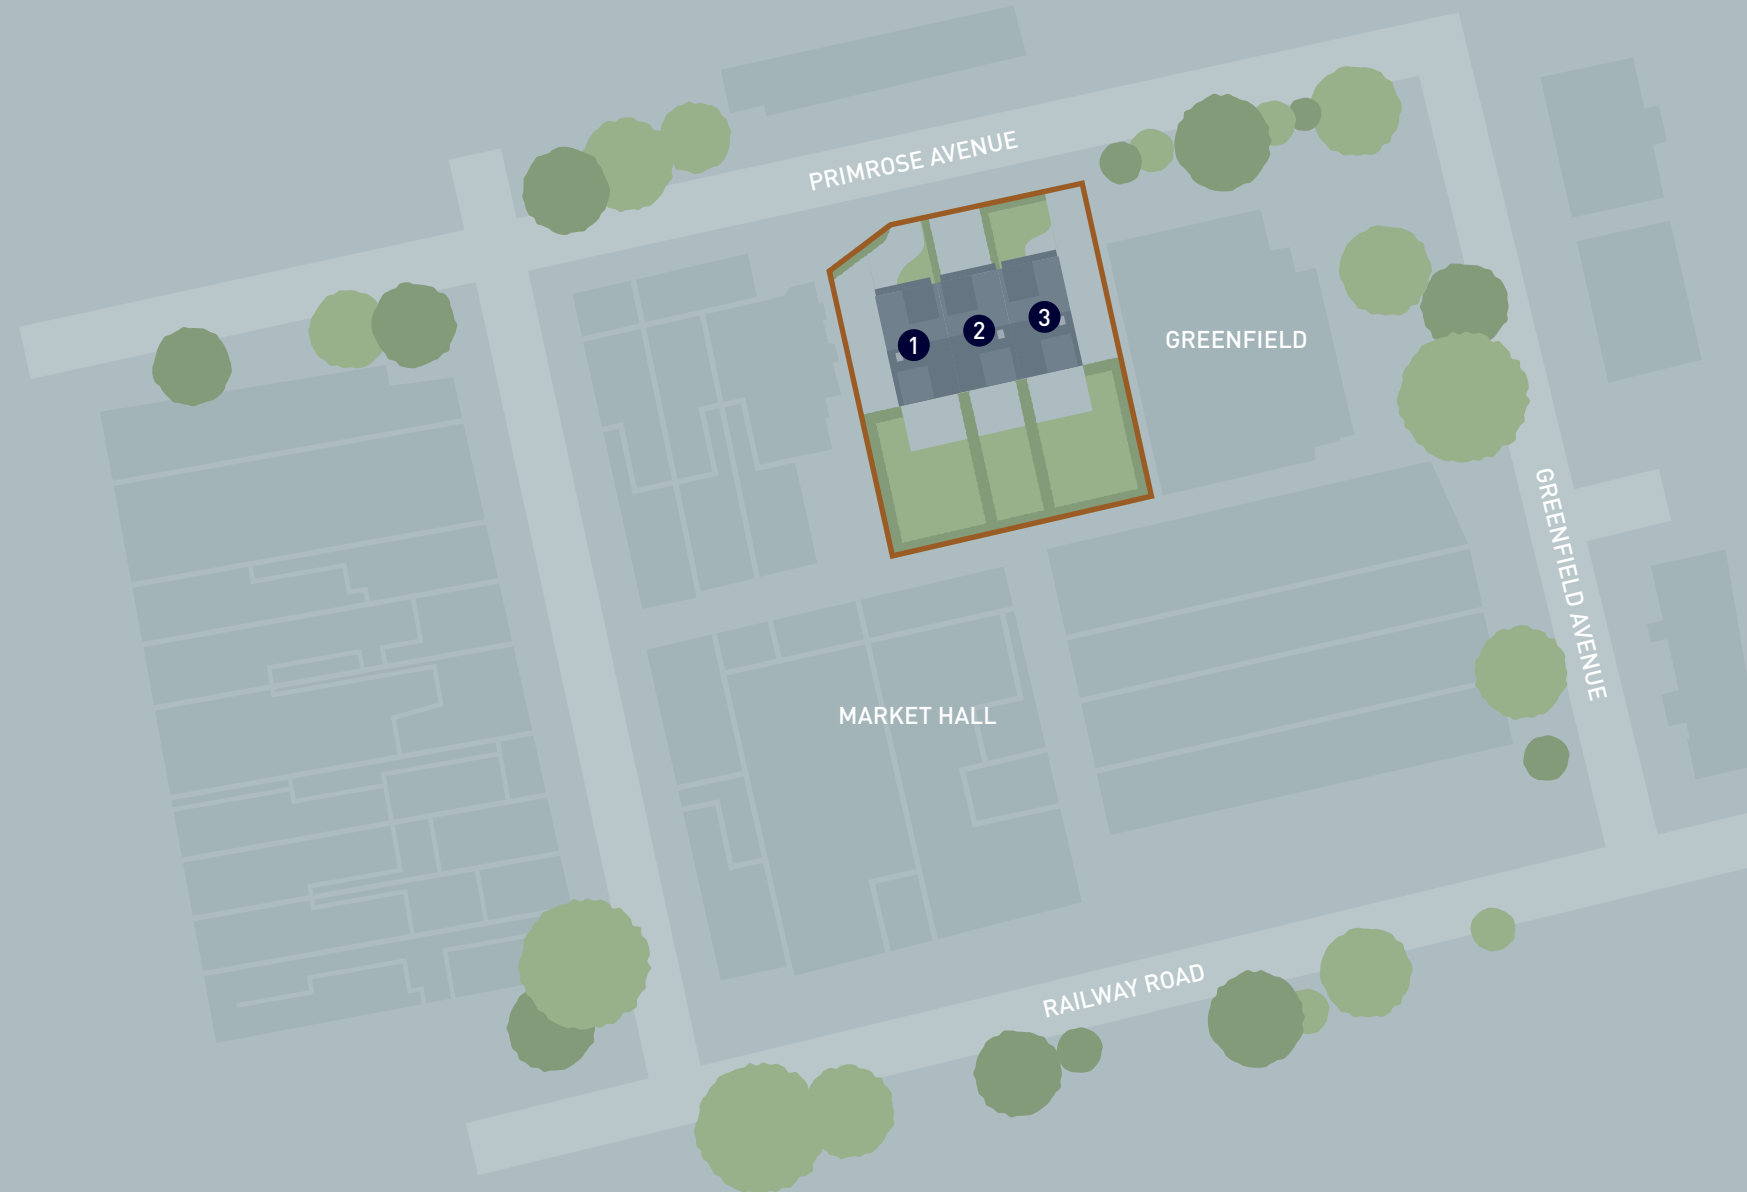 PRIMROSE AVENUE
1
2
3
GREENFIELD
GREENFIELD AVENUE
MARKET HALL
RAILWAY ROAD